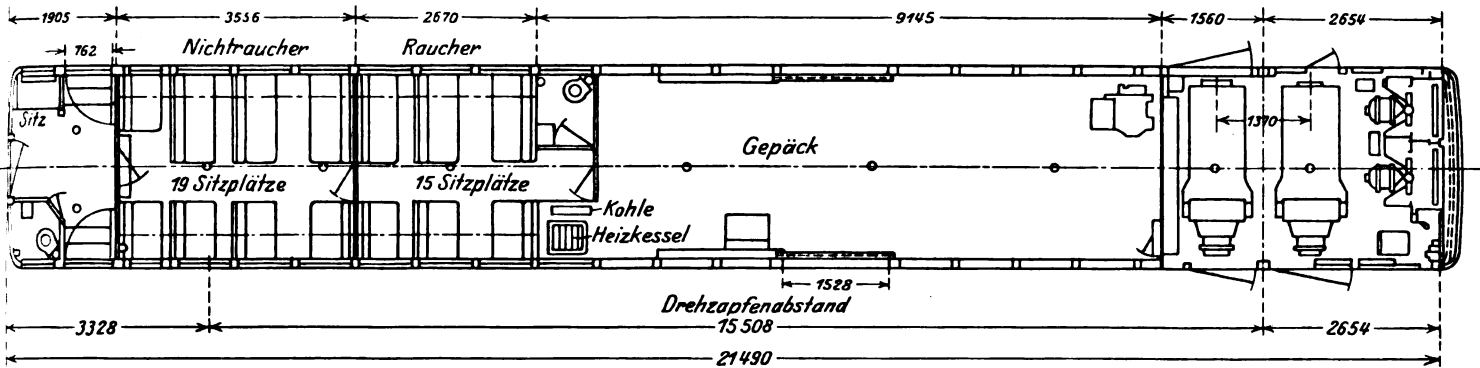 1905 3556 2670 9145 1560 2654
762 Nichtraucher Raucher
Sitz
1370
Gepäck
19 Sitzplätze 15 Sitzplätze
Kohle
Heizkessel
1528
Drehzapfenabstand
3328 15508 2654
21490